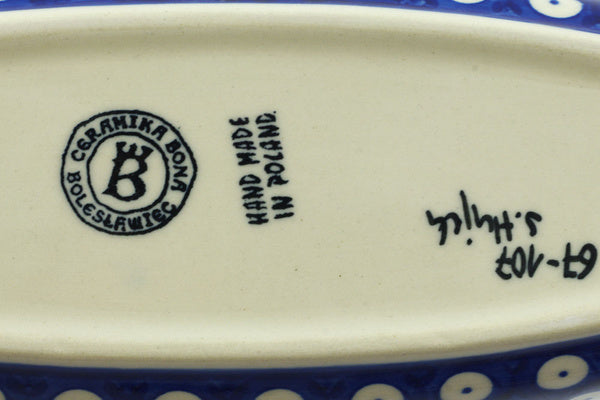 CERAMIKA BONA
BOLESŁAWIEC
B
HAND MADE
IN POLAND.
67-107